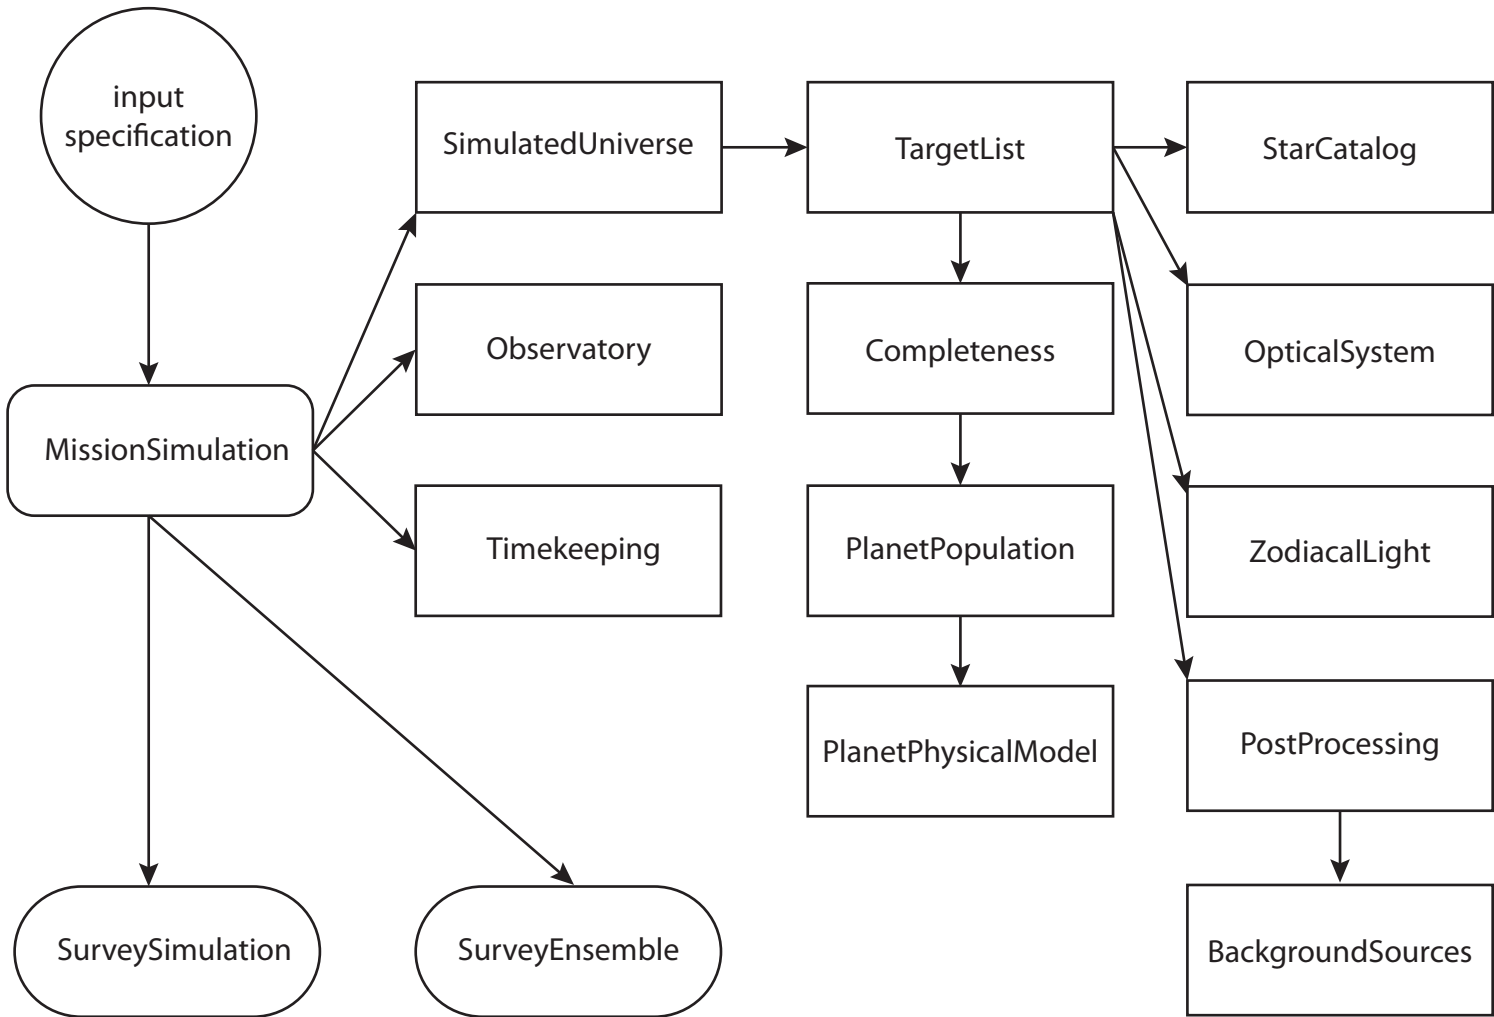 input
specification
SimulatedUniverse
TargetList
StarCatalog
Observatory
Completeness
OpticalSystem
MissionSimulation
Timekeeping
PlanetPopulation
ZodiacalLight
PlanetPhysicalModel
PostProcessing
SurveySimulation
SurveyEnsemble
BackgroundSources